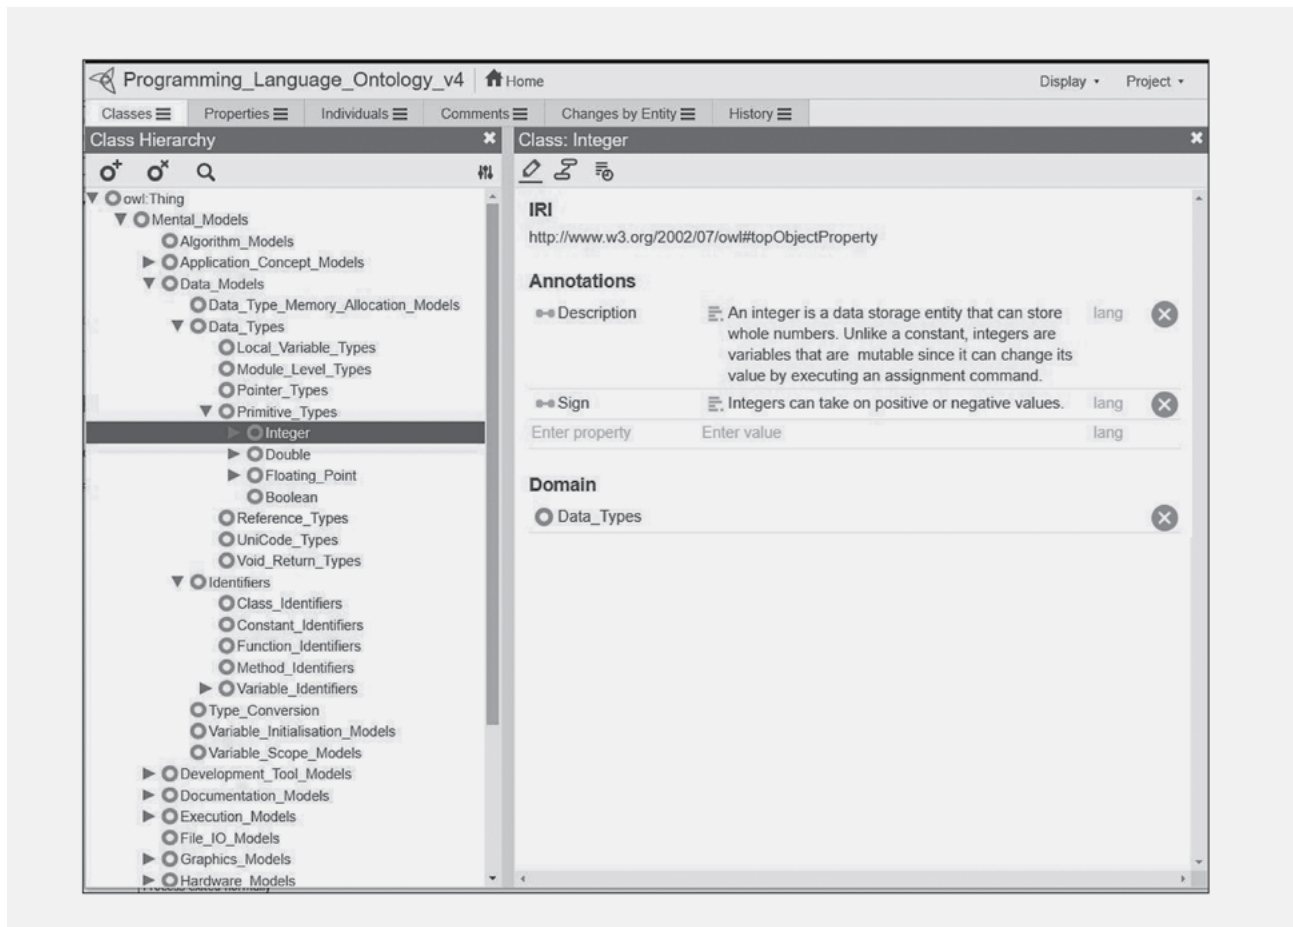 Programming_Language_Ontology_v4 Home Display Project
Classes Properties Individuals Comments Changes by Entity History
Class Hierarchy
owl:Thing
Mental_Models
Algorithm_Models
Application_Concept_Models
Data_Models
Data_Type_Memory_Allocation_Models
Data_Types
Local_Variable_Types
Module_Level_Types
Pointer_Types
Primitive_Types
Integer
Double
Floating_Point
Boolean
Reference_Types
UniCode_Types
Void_Return_Types
Identifiers
Class_Identifiers
Constant_Identifiers
Function_Identifiers
Method_Identifiers
Variable_Identifiers
Type_Conversion
Variable_Initialisation_Models
Variable_Scope_Models
Development_Tool_Models
Documentation_Models
Execution_Models
File_IO_Models
Graphics_Models
Hardware_Models
Class: Integer
IRI
http://www.w3.org/2002/07/owl#topObjectProperty
Annotations
Description An integer is a data storage entity that can store lang
whole numbers. Unlike a constant, integers are
variables that are mutable since it can change its
value by executing an assignment command.
Sign Integers can take on positive or negative values. lang
Enter property Enter value lang
Domain
Data_Types